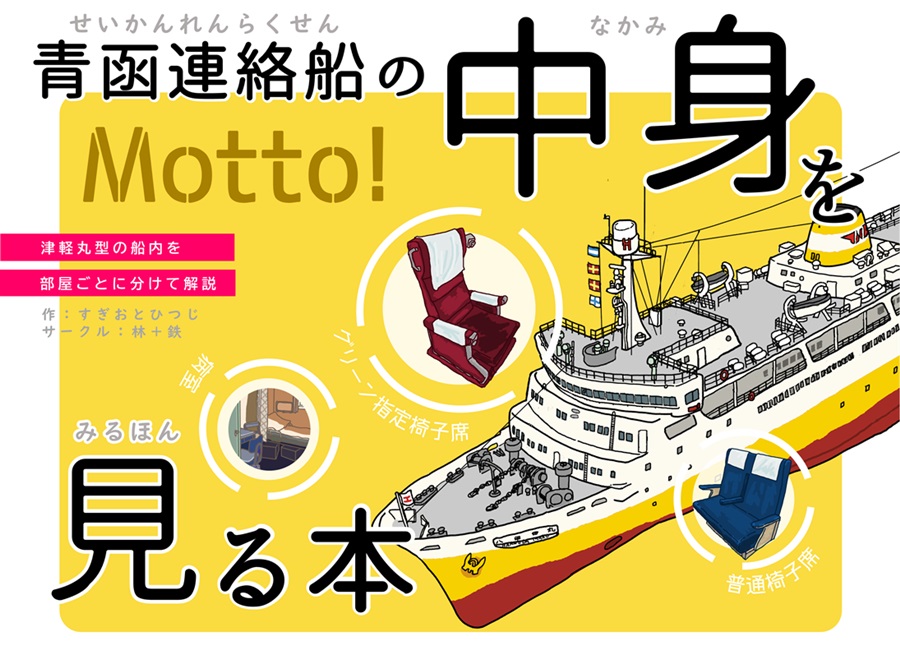 せいかんれんらくせん
青函連絡船の
なかみ
中身を
Motto!
津軽丸型の船内を
部屋ごとに分けて解説
作：すぎおとひつじ
サークル：林＋鉄
グリーン指定椅子席
病室
みるほん
見る本
普通椅子席
H
H